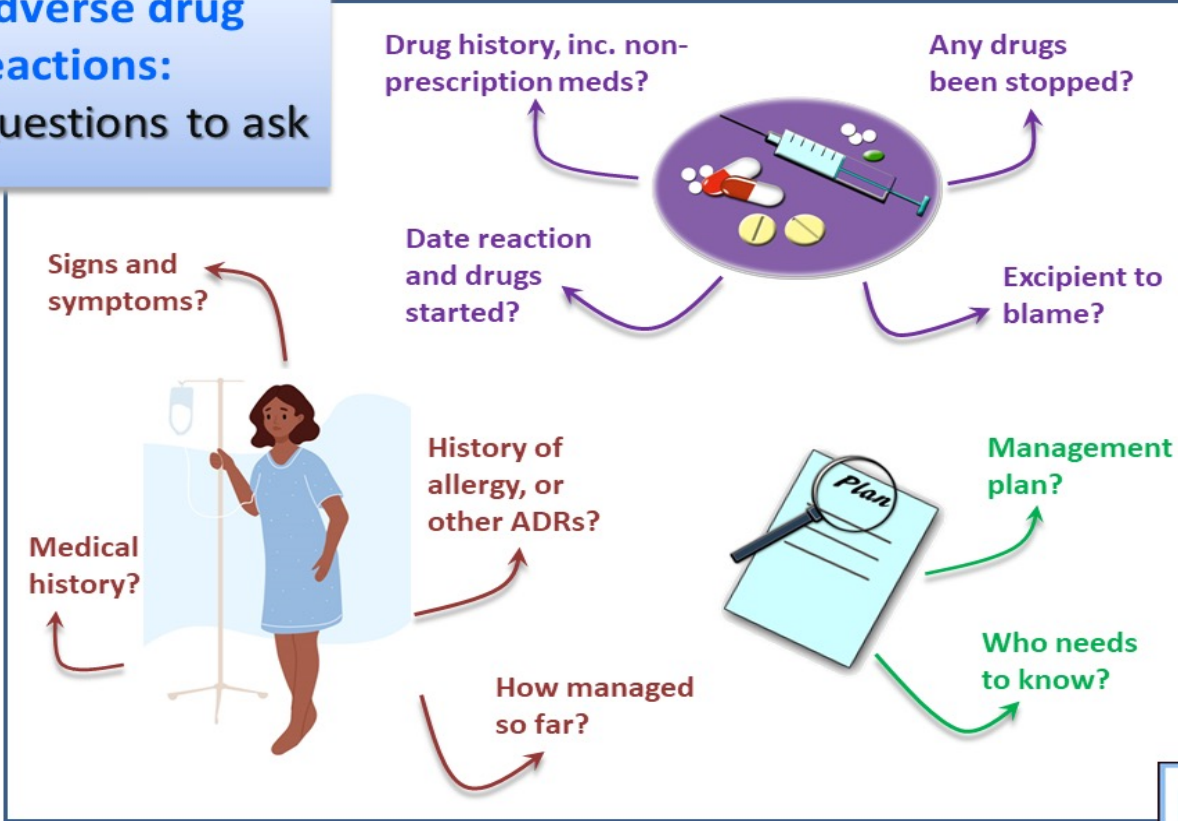 dverse drug
eactions:
uestions to ask
Drug history, inc. non-
prescription meds?
Any drugs
been stopped?
Date reaction
and drugs
started?
Excipient to
blame?
Signs and
symptoms?
History of
allergy, or
other ADRs?
Medical
history?
How managed
so far?
Plan
Management
plan?
Who needs
to know?